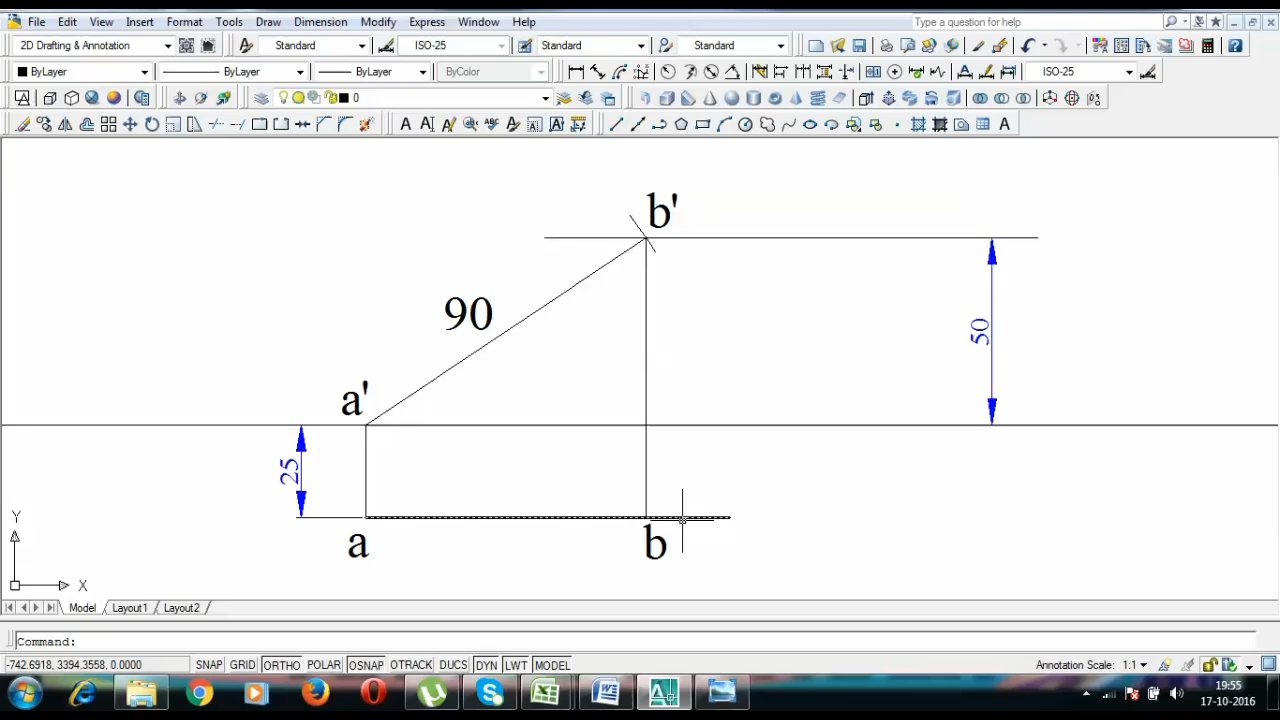 File Edit View Insert Format Tools Draw Dimension Modify Express Window Help Type a question for help
2D Drafting & Annotation Standard ISO-25 Standard Standard
ByLayer ByLayer ByLayer ByColor ISO-25
0
b'
90
50
a'
25
a b
Y
X
Model Layout1 Layout2
Command:
-742.6918, 3394.3558, 0.0000 SNAP GRID ORTHO POLAR OSNAP OTRACK DUCS DYN LWT MODEL Annotation Scale: 1:1
19:55
17-10-2016